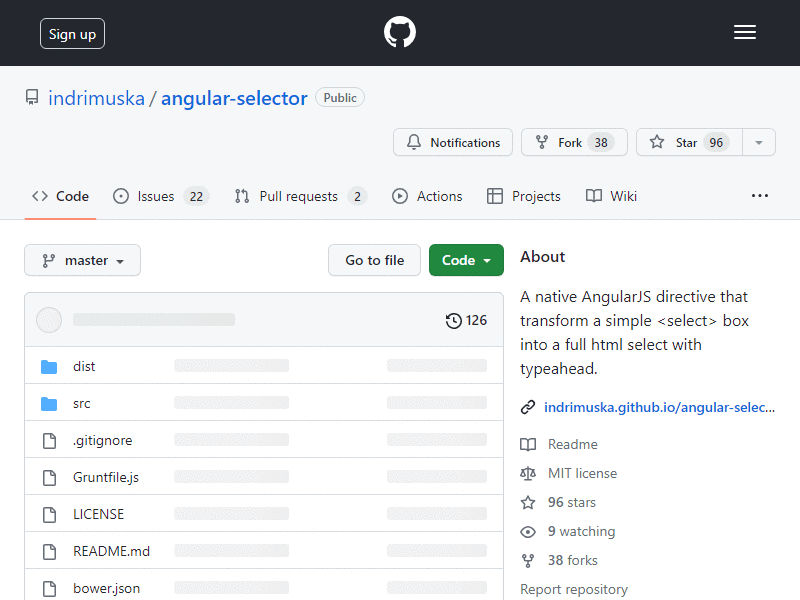 Sign up
indrimuska / angular-selector Public
Notifications Fork 38 Star 96
Code Issues 22 Pull requests 2 Actions Projects Wiki
master Go to file Code
126
dist
src
.gitignore
Gruntfile.js
LICENSE
README.md
bower.json
About
A native AngularJS directive that
transform a simple <select> box
into a full html select with
typeahead.
indrimuska.github.io/angular-selec...
Readme
MIT license
96 stars
9 watching
38 forks
Report repository